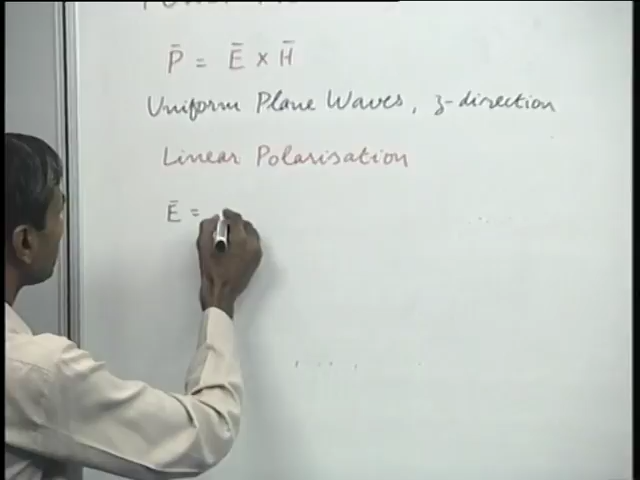 P̄ = Ē × H̄
Uniform Plane Waves, z-direction
Linear Polarisation
Ē =